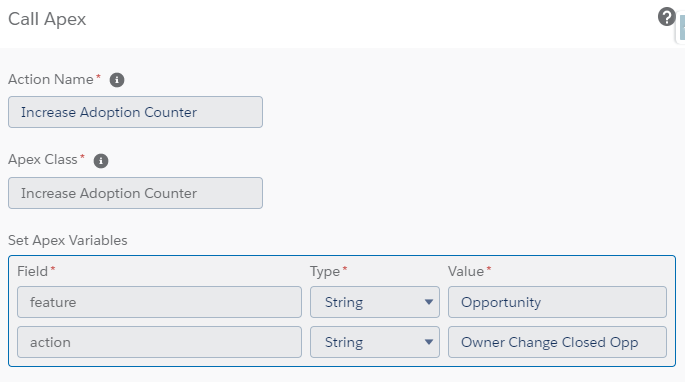 Call Apex
?
Action Name* i
Increase Adoption Counter
Apex Class* i
Increase Adoption Counter
Set Apex Variables
Field* Type* Value*
feature String Opportunity
action String Owner Change Closed Opp